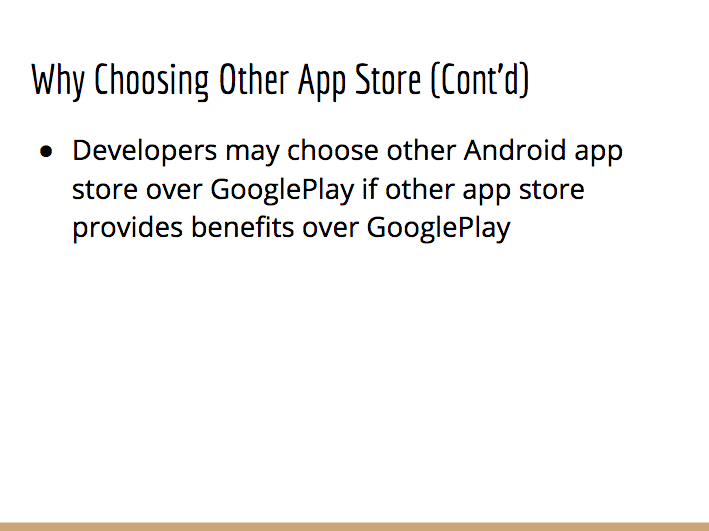 Why Choosing Other App Store (Cont'd)
● Developers may choose other Android app
store over GooglePlay if other app store
provides benefits over GooglePlay